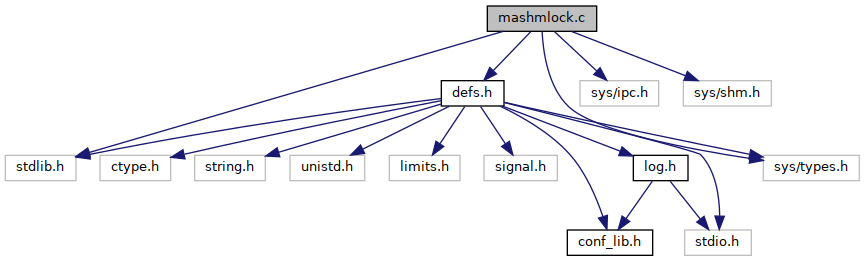 mashmlock.c
defs.h
sys/ipc.h
sys/shm.h
stdlib.h
ctype.h
string.h
unistd.h
limits.h
signal.h
log.h
sys/types.h
conf_lib.h
stdio.h